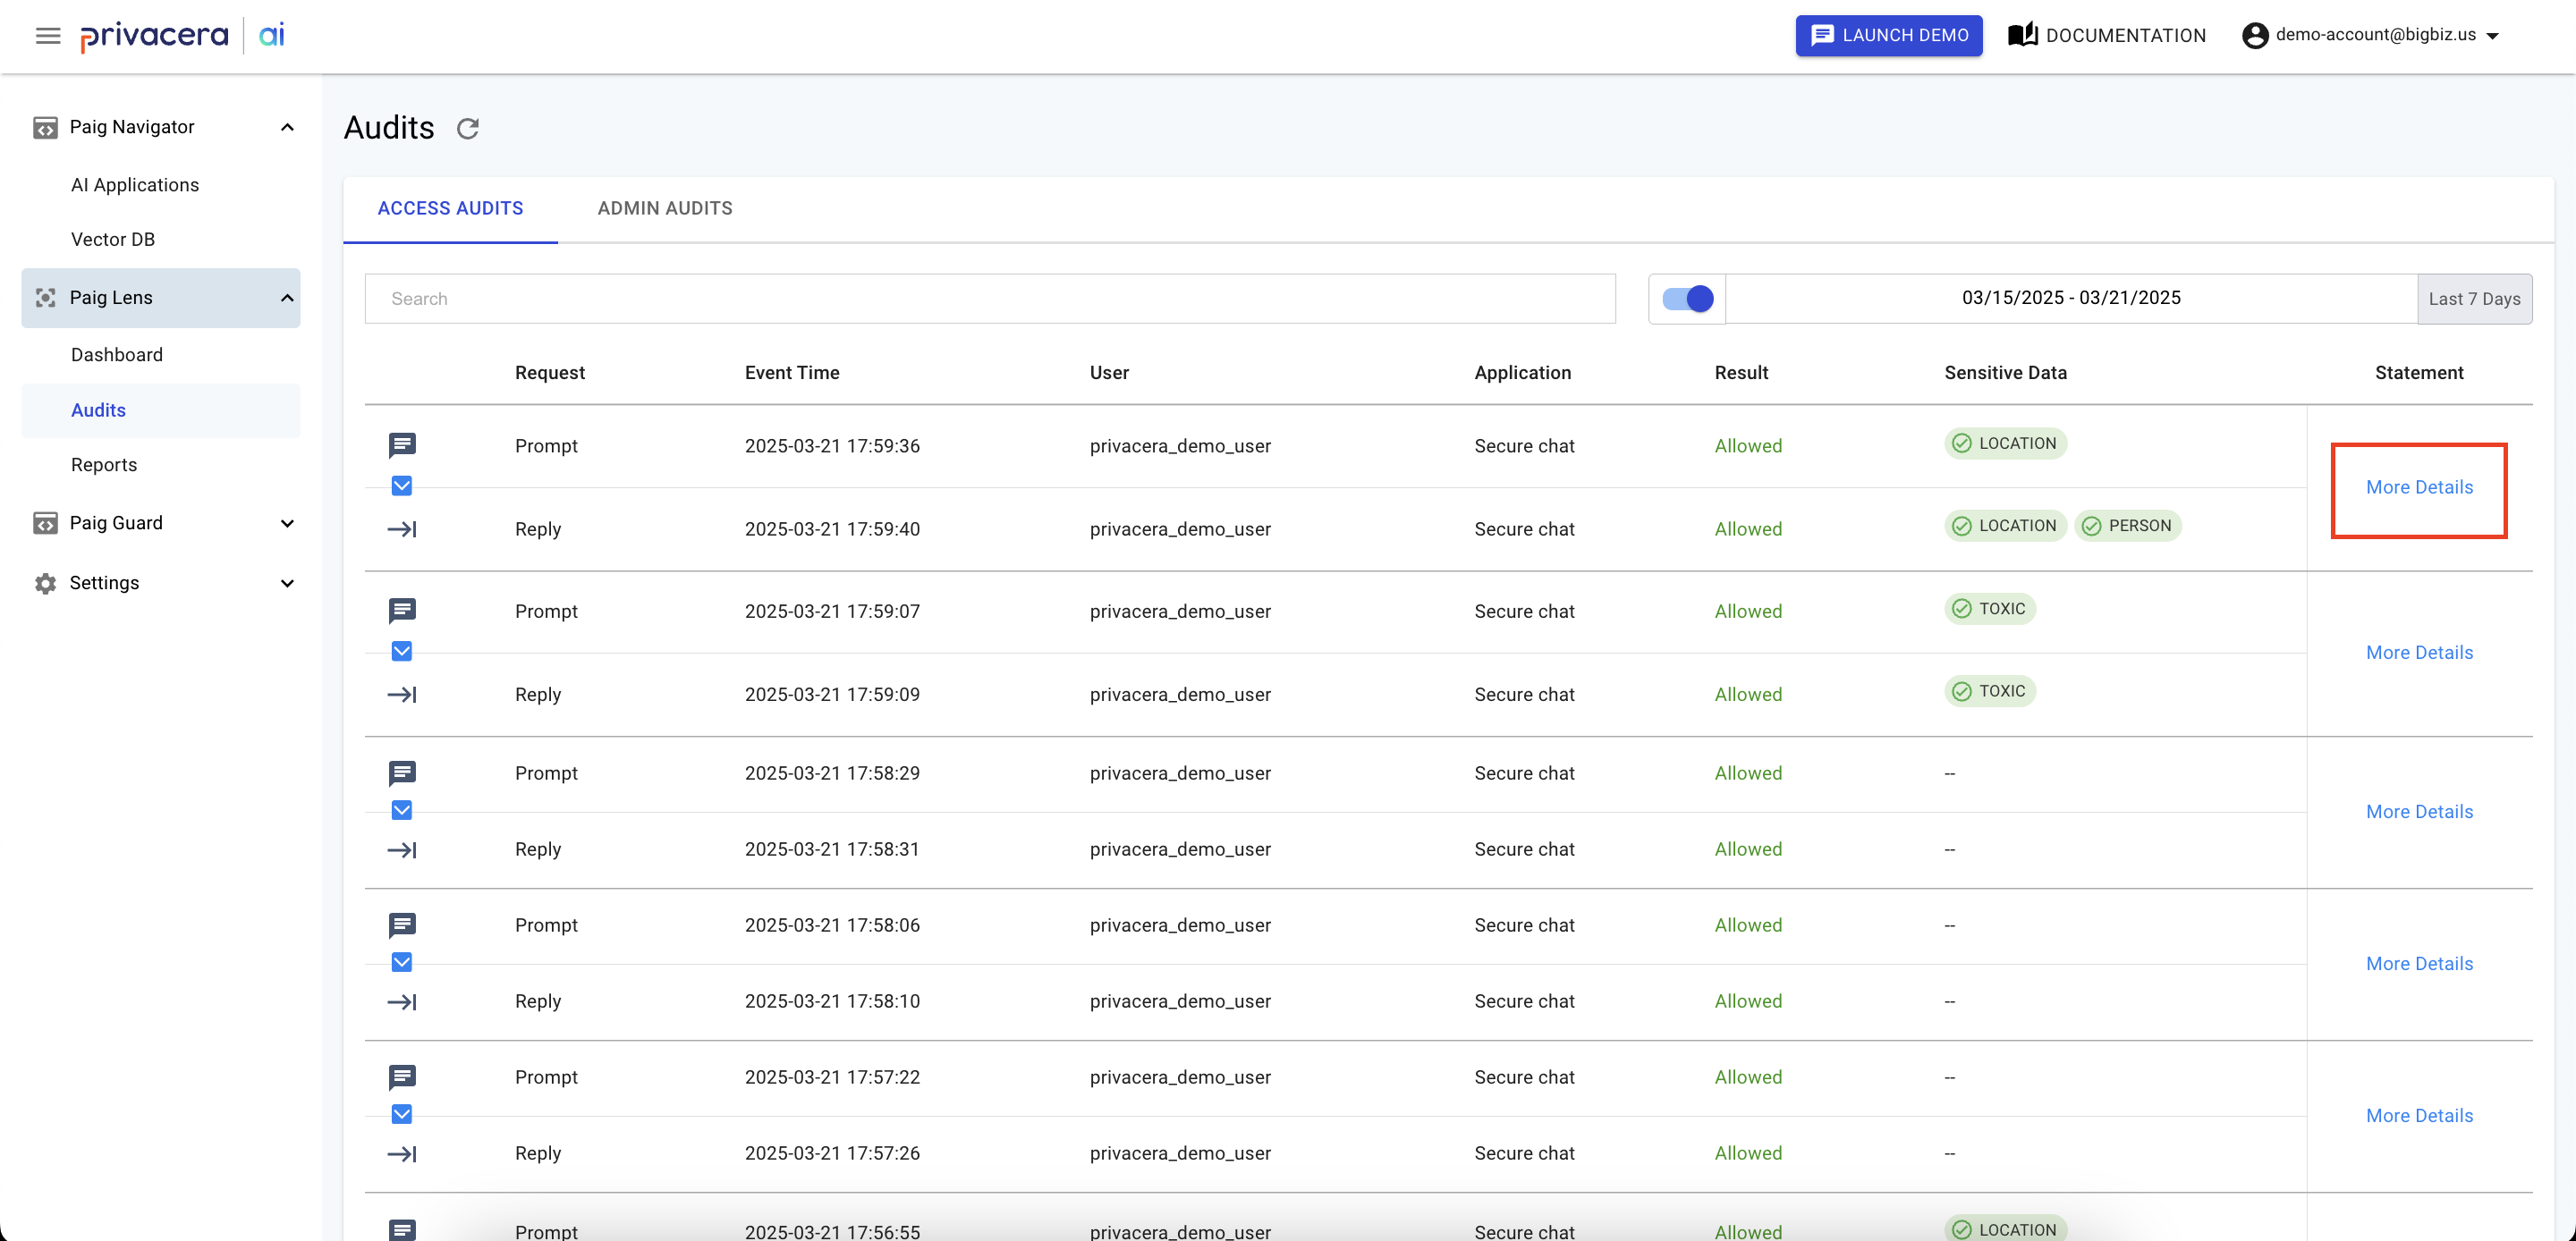 privacera ai
LAUNCH DEMO
DOCUMENTATION
demo-account@bigbiz.us
Paig Navigator
AI Applications
Vector DB
Paig Lens
Dashboard
Audits
Reports
Paig Guard
Settings
Audits
ACCESS AUDITS ADMIN AUDITS
Search
03/15/2025 - 03/21/2025 Last 7 Days
Request Event Time User Application Result Sensitive Data Statement
Prompt 2025-03-21 17:59:36 privacera_demo_user Secure chat Allowed LOCATION
More Details
Reply 2025-03-21 17:59:40 privacera_demo_user Secure chat Allowed LOCATION PERSON
Prompt 2025-03-21 17:59:07 privacera_demo_user Secure chat Allowed TOXIC
More Details
Reply 2025-03-21 17:59:09 privacera_demo_user Secure chat Allowed TOXIC
Prompt 2025-03-21 17:58:29 privacera_demo_user Secure chat Allowed --
More Details
Reply 2025-03-21 17:58:31 privacera_demo_user Secure chat Allowed --
Prompt 2025-03-21 17:58:06 privacera_demo_user Secure chat Allowed --
More Details
Reply 2025-03-21 17:58:10 privacera_demo_user Secure chat Allowed --
Prompt 2025-03-21 17:57:22 privacera_demo_user Secure chat Allowed --
More Details
Reply 2025-03-21 17:57:26 privacera_demo_user Secure chat Allowed --
Prompt 2025-03-21 17:56:55 privacera_demo_user Secure chat Allowed LOCATION